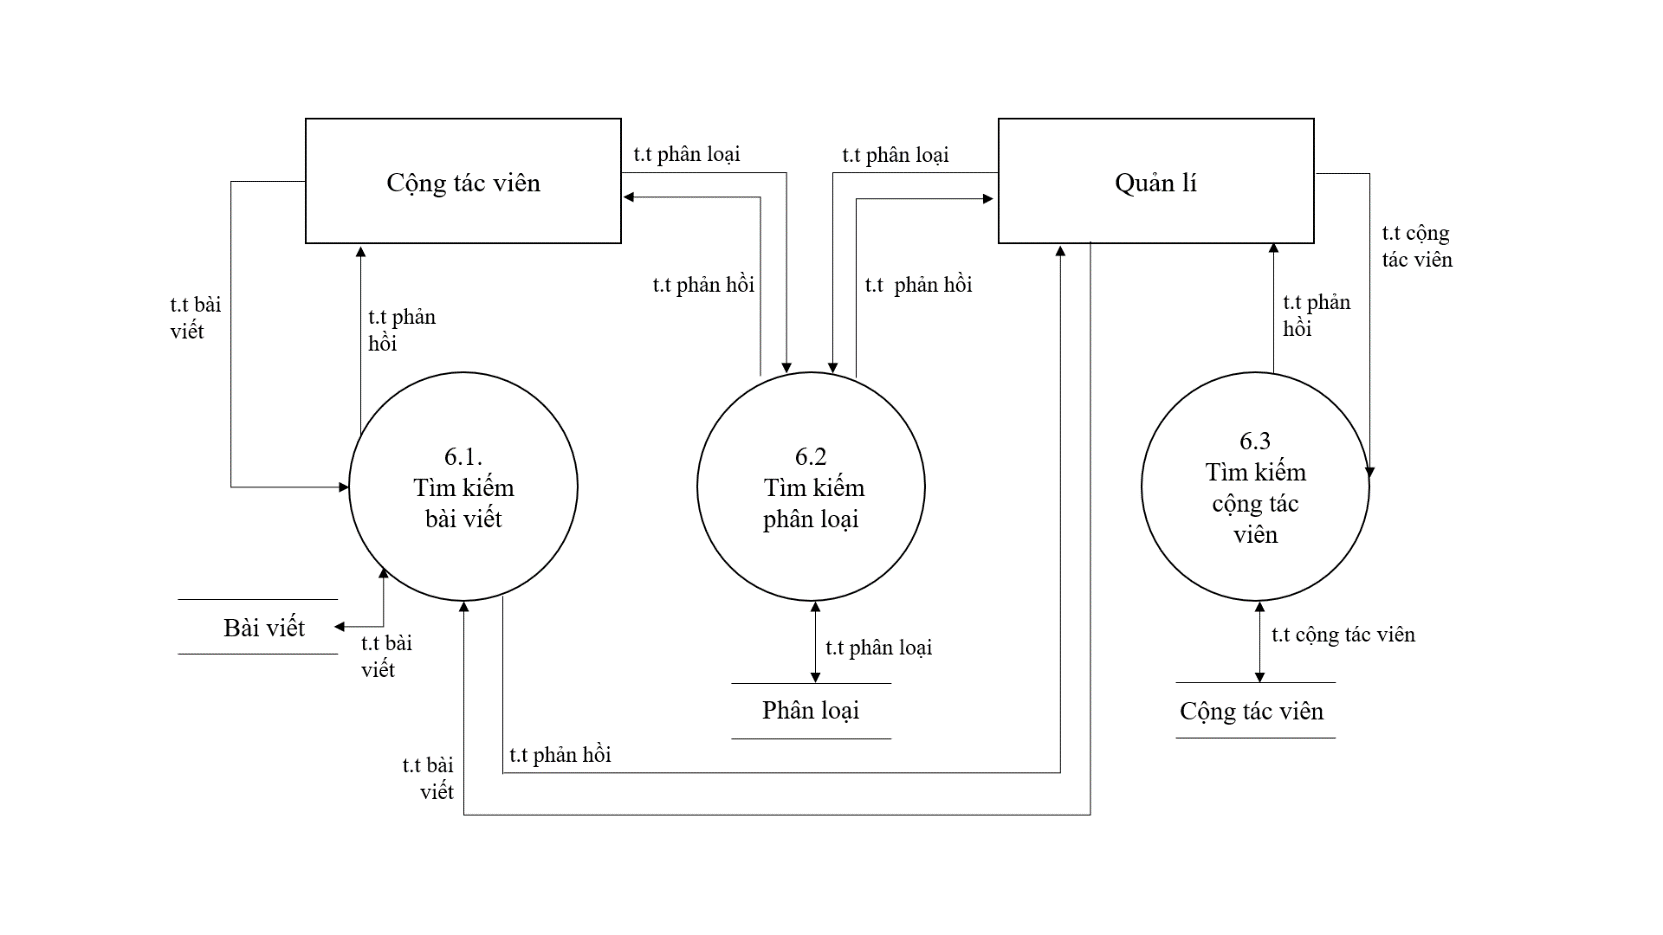 Cộng tác viên
t.t phân loại
t.t phân loại
Quản lí
t.t cộng
tác viên
t.t bài
viết
t.t phản
hồi
t.t phản hồi
t.t  phản hồi
t.t phản
hồi
6.1.
Tìm kiếm
bài viết
6.2
Tìm kiếm
phân loại
6.3
Tìm kiếm
cộng tác
viên
Bài viết
t.t bài
viết
t.t phân loại
t.t cộng tác viên
Phân loại
Cộng tác viên
t.t bài
viết
t.t phản hồi